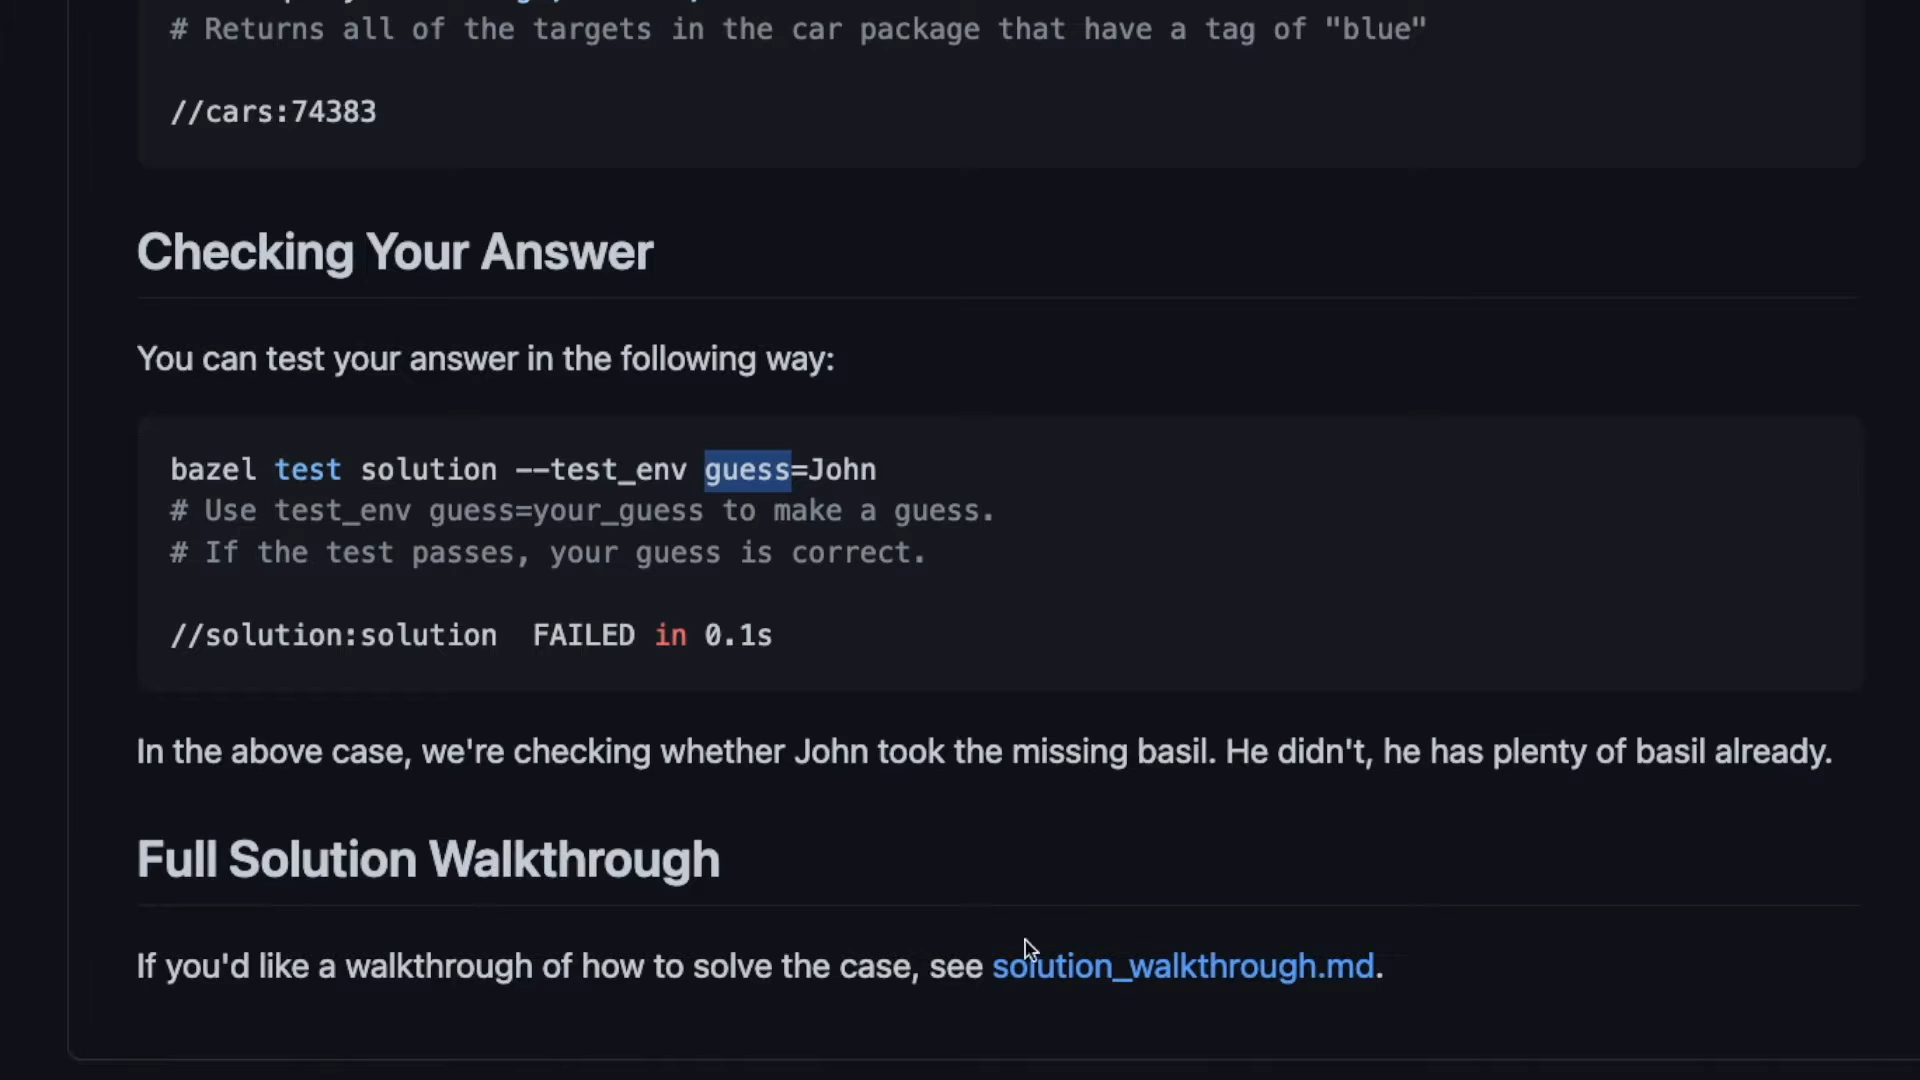 # Returns all of the targets in the car package that have a tag of "blue"
//cars:74383
Checking Your Answer
You can test your answer in the following way:
bazel test solution --test_env guess=John
# Use test_env guess=your_guess to make a guess.
# If the test passes, your guess is correct.
//solution:solution  FAILED in 0.1s
In the above case, we're checking whether John took the missing basil. He didn't, he has plenty of basil already.
Full Solution Walkthrough
If you'd like a walkthrough of how to solve the case, see solution_walkthrough.md.